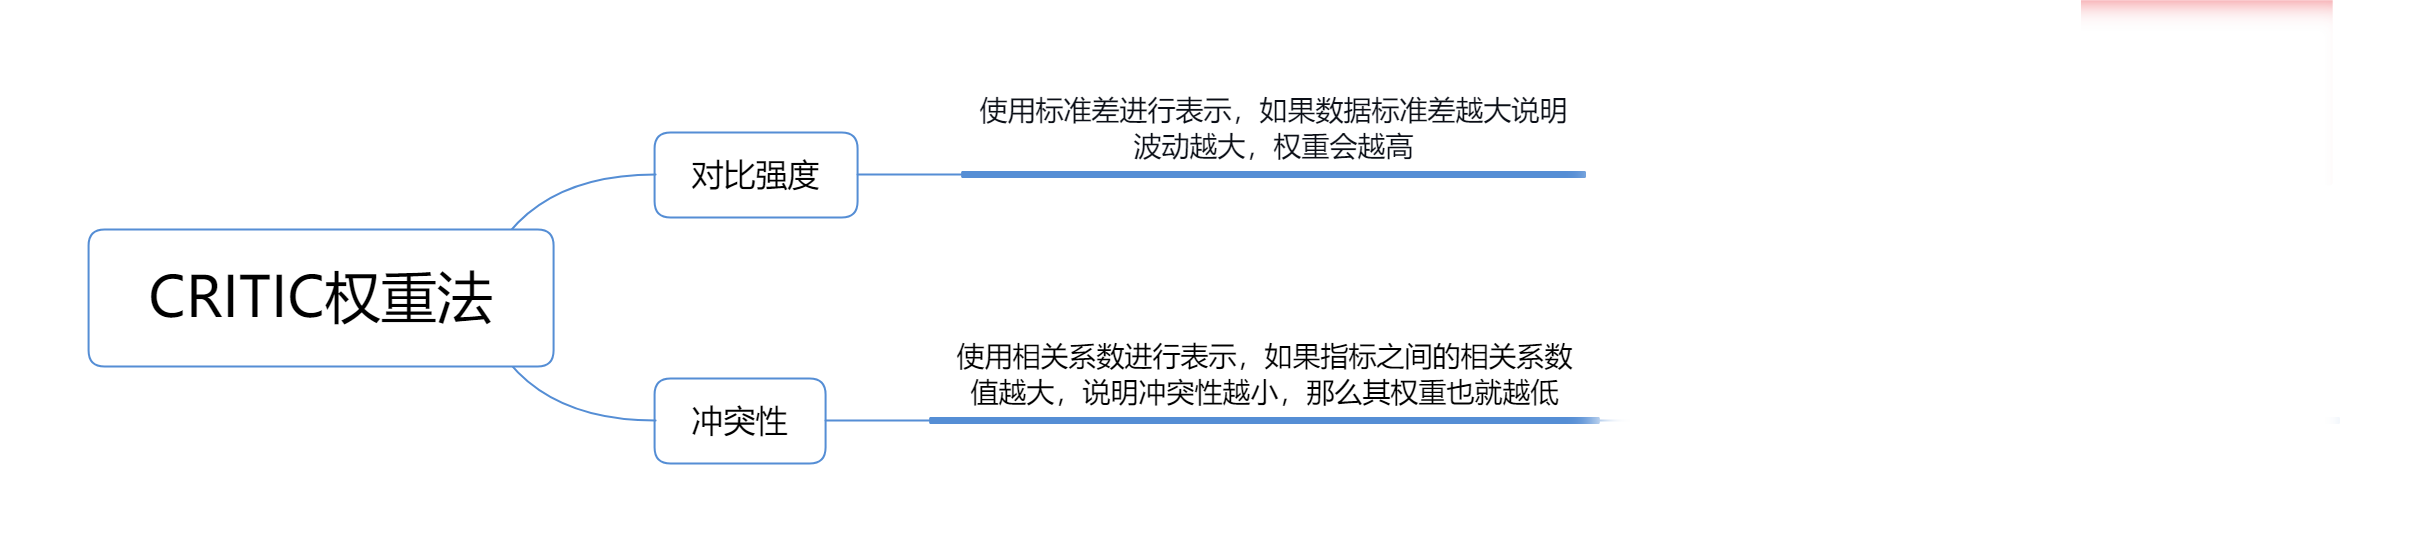 CRITIC权重法
对比强度
使用标准差进行表示，如果数据标准差越大说明
波动越大，权重会越高
冲突性
使用相关系数进行表示，如果指标之间的相关系数
值越大，说明冲突性越小，那么其权重也就越低